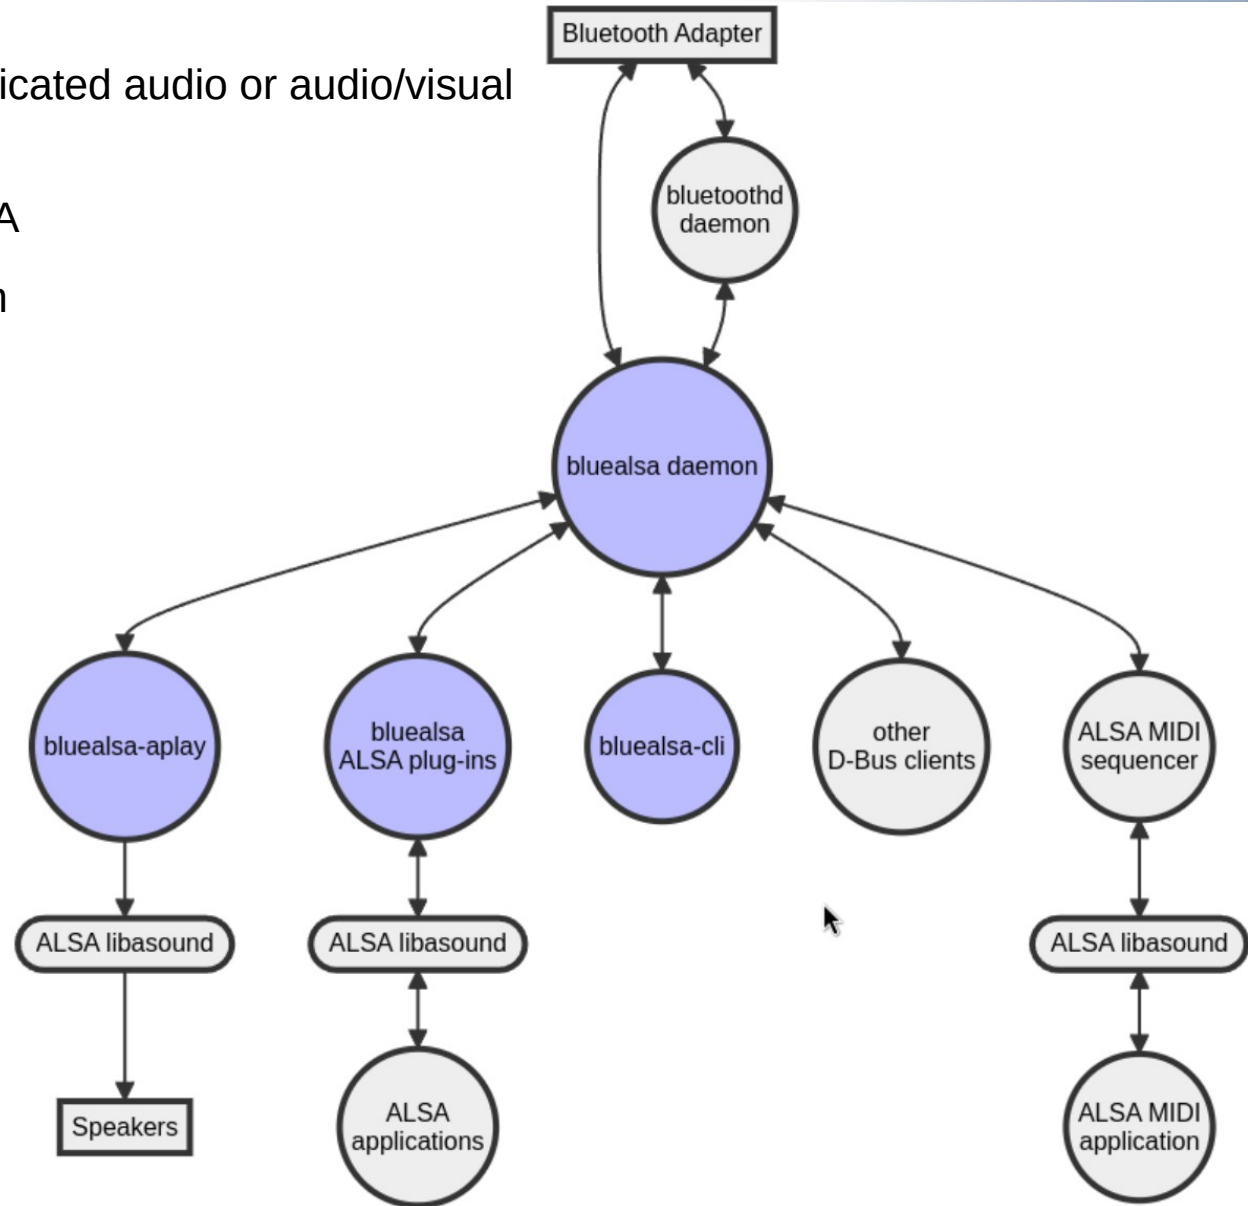 Bluetooth Adapter
icated audio or audio/visual
bluetoothd
daemon
A
n
bluealsa daemon
bluealsa-aplay
bluealsa
ALSA plug-ins
bluealsa-cli
other
D-Bus clients
ALSA MIDI
sequencer
ALSA libasound
ALSA libasound
ALSA libasound
Speakers
ALSA
applications
ALSA MIDI
application